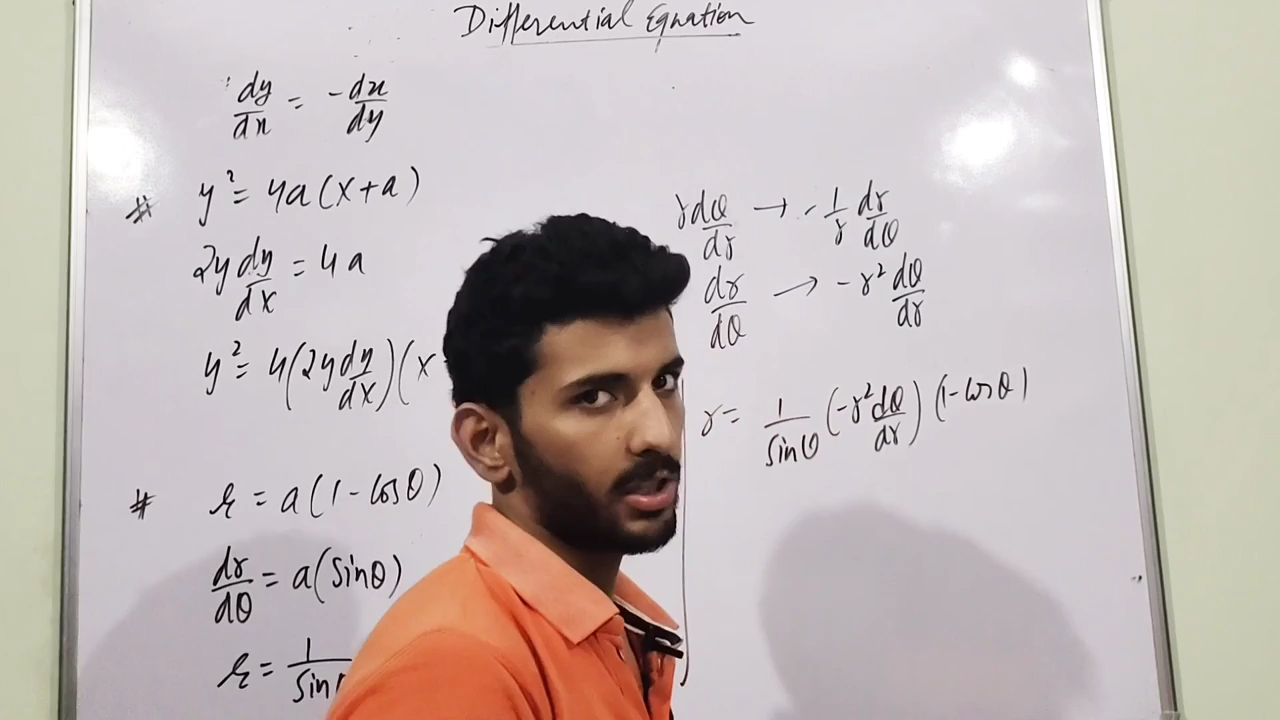 Differential Equation
dy/dx = -dx/dy
# y² = 4a(x+a)
2y dy/dx = 4a
y² = 4(2y dy/dx)(x
# r = a(1-cosθ)
dr/dθ = a(sinθ)
r = 1/sin
r dθ/dr → -1/r dr/dθ
dr/dθ → -r² dθ/dr
r = 1/sinθ (-r² dθ/dr)(1-cosθ)